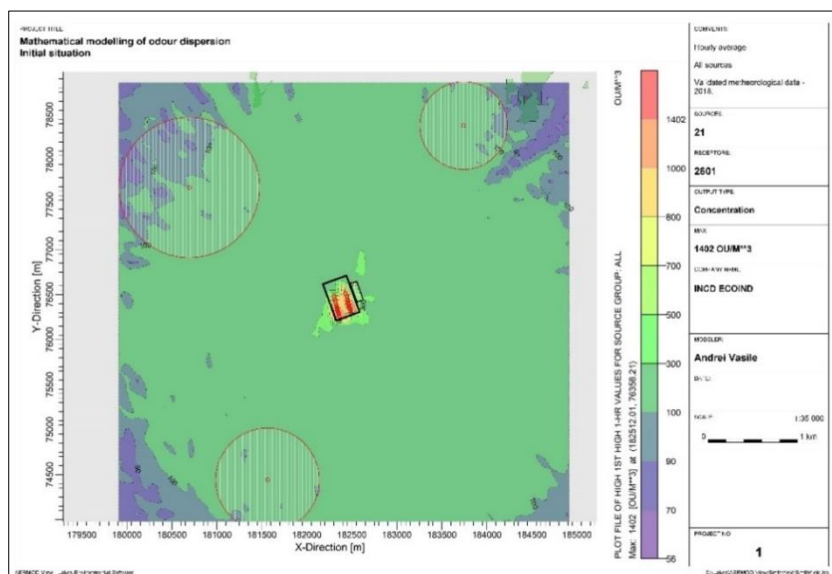 PROJECT TITLE:
Mathematical modelling of odour dispersion
Initial situation
Y-Direction [m]
78500
78000
77500
77000
76500
76000
75500
75000
74500
179500 180000 180500 181000 181500 182000 182500 183000 183500 184000 184500 185000
X-Direction [m]
PLOT FILE OF HIGH 1ST HIGH 1-HR VALUES FOR SOURCE GROUP: ALL
Max: 1402 [OU/M**3] at (182512.01, 76358.21)
OU/M**3
1402
1000
800
700
500
300
100
90
70
56
COMMENTS:
Hourly average
All sources
Validated metheorological data -
2018.
SOURCES:
21
RECEPTORS:
2601
OUTPUT TYPE:
Concentration
MAX:
1402 OU/M**3
COMPANY NAME:
INCD ECOIND
MODELER:
Andrei Vasile
DATE:
SCALE:
1:35 000
0 1 km
PROJECT NO.
1